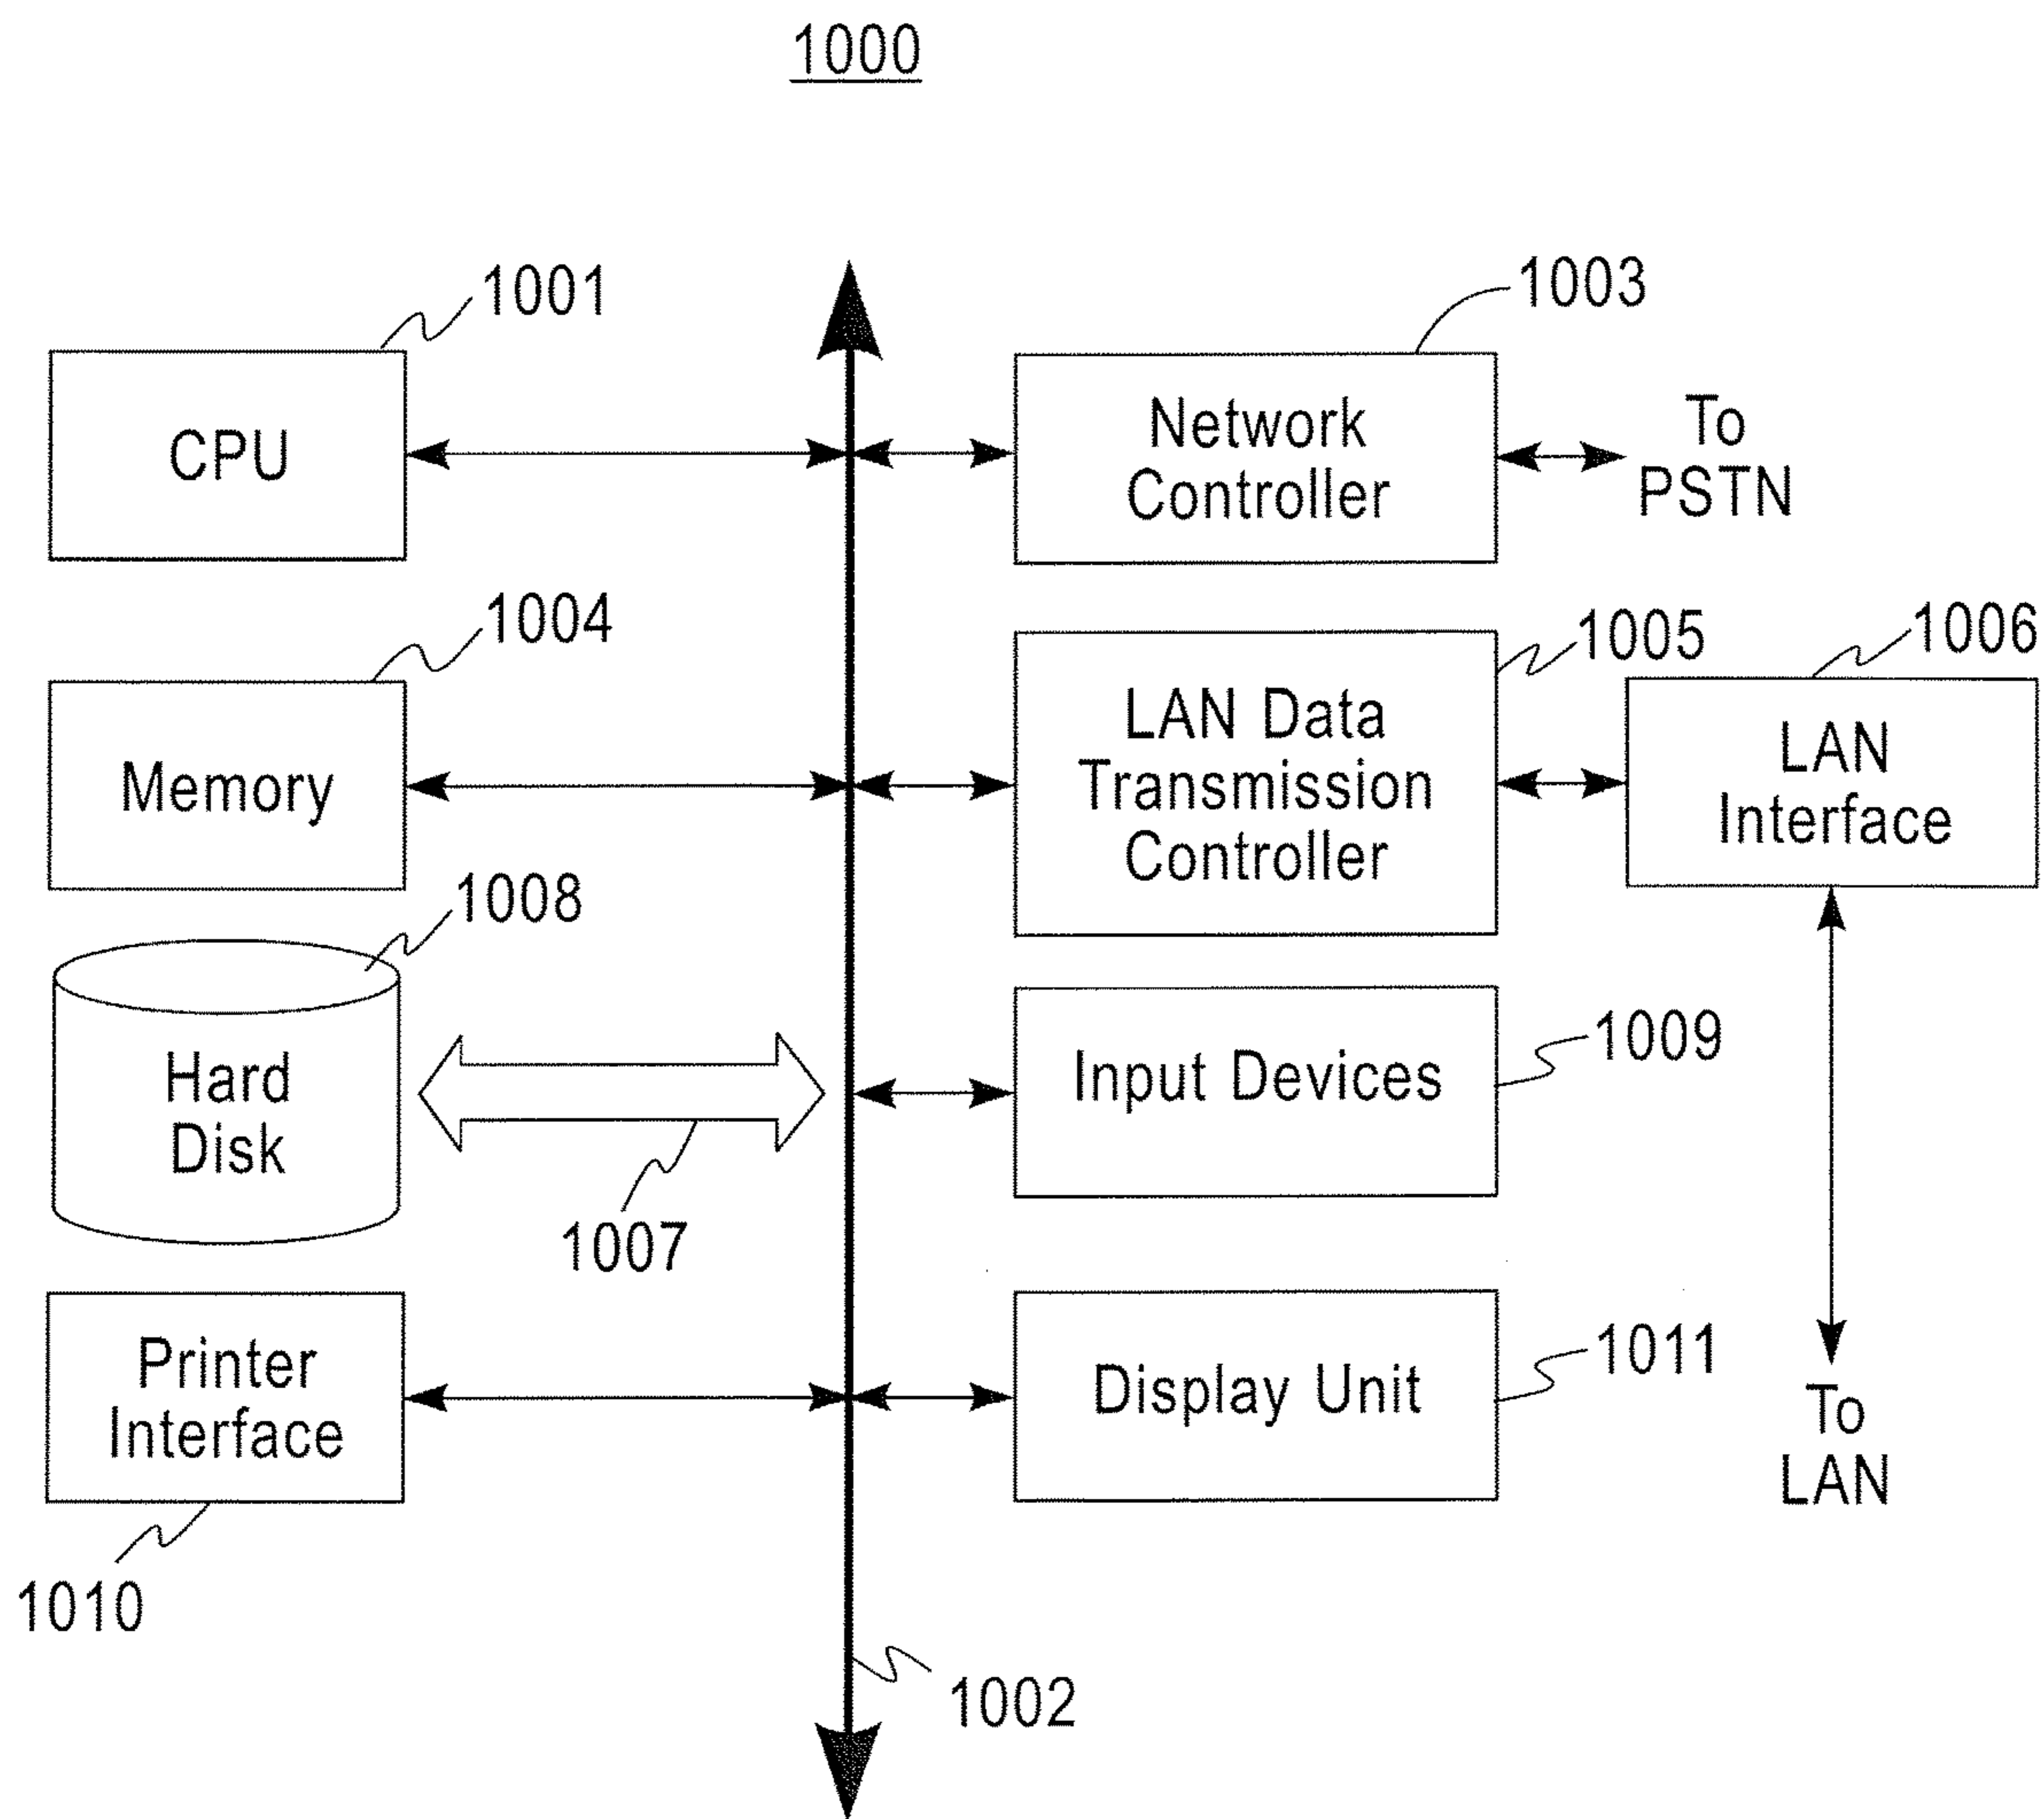 1000
1001
CPU
1003
Network
Controller
To
PSTN
1004
Memory
1005
LAN Data
Transmission
Controller
1006
LAN
Interface
1008
Hard
Disk
1007
1009
Input Devices
Printer
Interface
1010
1011
Display Unit
To
LAN
1002